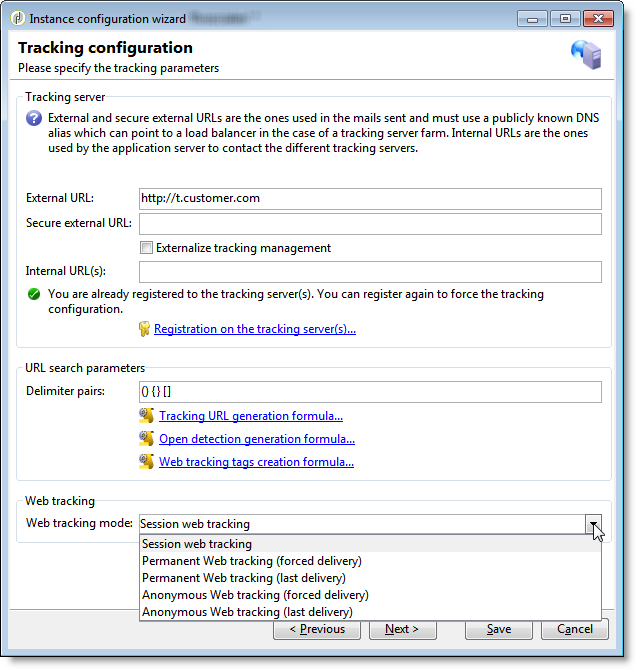 Instance configuration wizard
Tracking configuration
Please specify the tracking parameters
Tracking server
External and secure external URLs are the ones used in the mails sent and must use a publicly known DNS
alias which can point to a load balancer in the case of a tracking server farm. Internal URLs are the ones
used by the application server to contact the different tracking servers.
External URL: http://t.customer.com
Secure external URL:
Externalize tracking management
Internal URL(s):
You are already registered to the tracking server(s). You can register again to force the tracking
configuration.
Registration on the tracking server(s)...
URL search parameters
Delimiter pairs: () {} []
Tracking URL generation formula...
Open detection generation formula...
Web tracking tags creation formula...
Web tracking
Web tracking mode: Session web tracking
Session web tracking
Permanent Web tracking (forced delivery)
Permanent Web tracking (last delivery)
Anonymous Web tracking (forced delivery)
Anonymous Web tracking (last delivery)
< Previous Next > Save Cancel